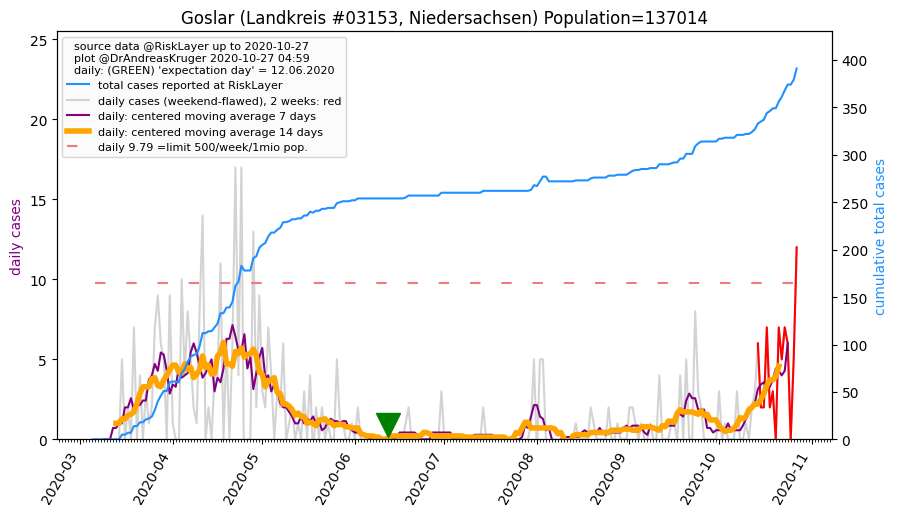 Goslar (Landkreis #03153, Niedersachsen) Population=137014
source data @RiskLayer up to 2020-10-27
plot @DrAndreasKruger 2020-10-27 04:59
daily: (GREEN) 'expectation day' = 12.06.2020
total cases reported at RiskLayer
daily cases (weekend-flawed), 2 weeks: red
daily: centered moving average 7 days
daily: centered moving average 14 days
daily 9.79 =limit 500/week/1mio pop.
daily cases
25
20
15
10
5
0
cumulative total cases
400
350
300
250
200
150
100
50
0
2020-03
2020-04
2020-05
2020-06
2020-07
2020-08
2020-09
2020-10
2020-11